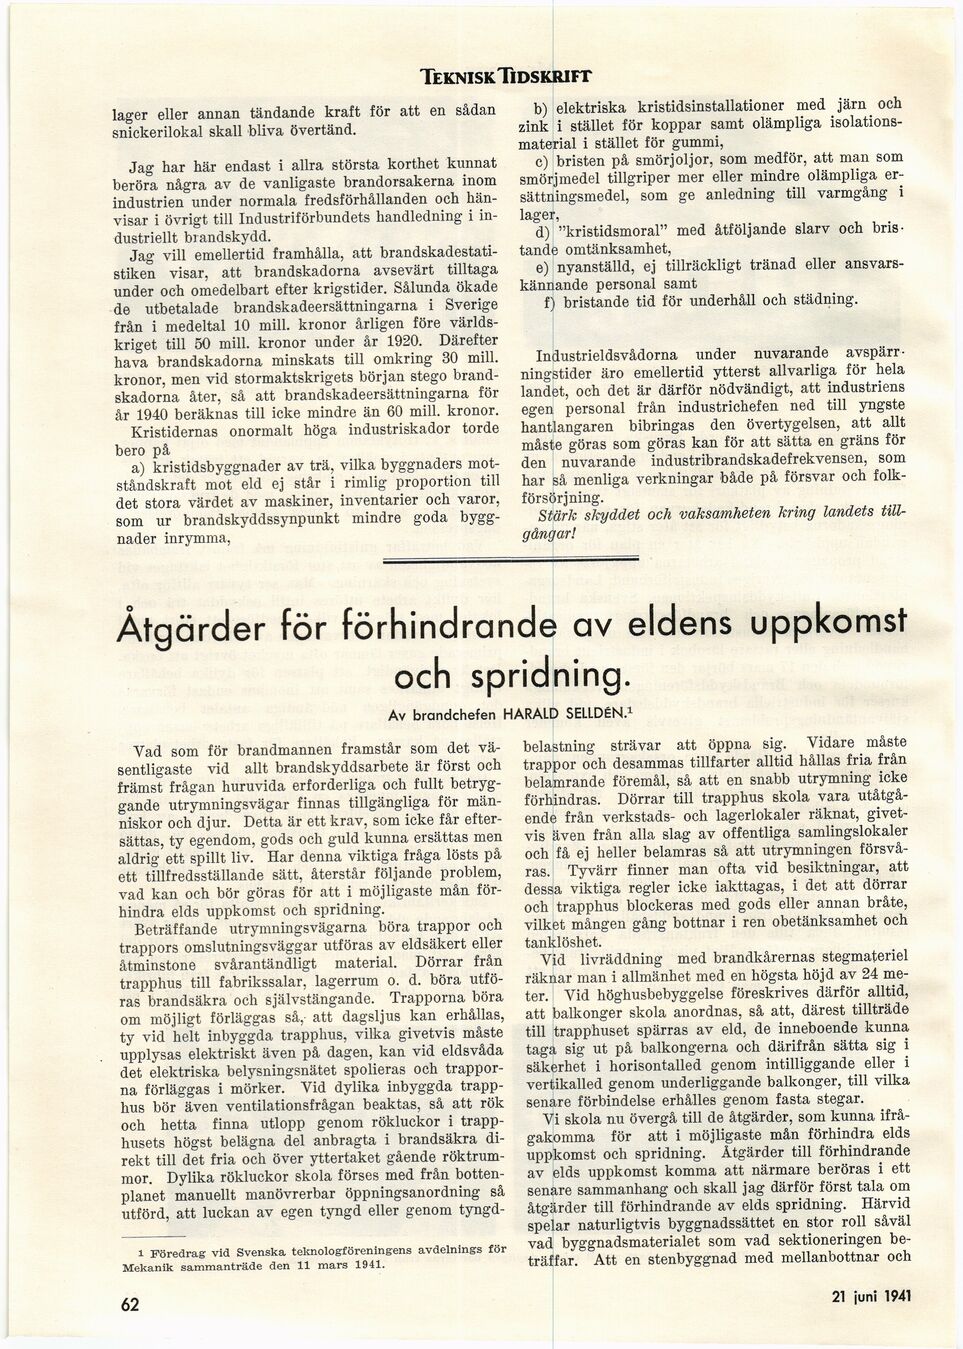 TEKNISK TIDSKRIFT
lager eller annan tändande kraft för att en sådan
snickerilokal skall bliva övertänd.
Jag har här endast i allra största korthet kunnat
beröra några av de vanligaste brandorsakerna inom
industrien under normala fredsförhållanden och hän-
visar i övrigt till Industriförbundets handledning i in-
dustriellt brandskydd.
Jag vill emellertid framhålla, att brandskadestati-
stiken visar, att brandskadorna avsevärt tilltaga
under och omedelbart efter krigstider. Sålunda ökade
de utbetalade brandskadeersättningarna i Sverige
från i medeltal 10 mill. kronor årligen före världs-
kriget till 50 mill. kronor under år 1920. Därefter
hava brandskadorna minskats till omkring 30 mill.
kronor, men vid stormaktskrigets början stego brand-
skadorna åter, så att brandskadeersättningarna för
år 1940 beräknas till icke mindre än 60 mill. kronor.
Kristidernas onormalt höga industriskador torde
bero på
a) kristidsbyggnader av trä, vilka byggnaders mot-
ståndskraft mot eld ej står i rimlig proportion till
det stora värdet av maskiner, inventarier och varor,
som ur brandskyddssynpunkt mindre goda bygg-
nader inrymma,
b) elektriska kristidsinstallationer med järn och
zink i stället för koppar samt olämpliga isolations-
material i stället för gummi,
c) bristen på smörjoljor, som medför, att man som
smörjmedel tillgriper mer eller mindre olämpliga er-
sättningsmedel, som ge anledning till varmgång i
lager,
d) "kristidsmoral" med åtföljande slarv och bris-
tande omtänksamhet,
e) nyanställd, ej tillräckligt tränad eller ansvars-
kännande personal samt
f) bristande tid för underhåll och städning.
Industrieldsvådorna under nuvarande avspärr-
ningstider äro emellertid ytterst allvarliga för hela
landet, och det är därför nödvändigt, att industriens
egen personal från industrichefen ned till yngste
hantlangaren bibringas den övertygelsen, att allt
måste göras som göras kan för att sätta en gräns för
den nuvarande industribrandskadefrekvensen, som
har så menliga verkningar både på försvar och folk-
försörjning.
Stärk skyddet och vaksamheten kring landets till-
gångar!
Åtgärder för förhindrande av eldens uppkomst
och spridning.
Av brandchefen HARALD SELLDÉN.¹
Vad som för brandmannen framstår som det vä-
sentligaste vid allt brandskyddsarbete är först och
främst frågan huruvida erforderliga och fullt betryg-
gande utrymningsvägar finnas tillgängliga för män-
niskor och djur. Detta är ett krav, som icke får efter-
sättas, ty egendom, gods och guld kunna ersättas men
aldrig ett spillt liv. Har denna viktiga fråga lösts på
ett tillfredsställande sätt, återstår följande problem,
vad kan och bör göras för att i möjligaste mån för-
hindra elds uppkomst och spridning.
Beträffande utrymningsvägarna böra trappor och
trappors omslutningsväggar utföras av eldsäkert eller
åtminstone svårantändligt material. Dörrar från
trapphus till fabrikssalar, lagerrum o. d. böra utfö-
ras brandsäkra och självstängande. Trapporna böra
om möjligt förläggas så, att dagsljus kan erhållas,
ty vid helt inbyggda trapphus, vilka givetvis måste
upplysas elektriskt även på dagen, kan vid eldsvåda
det elektriska belysningsnätet spolieras och trappor-
na förläggas i mörker. Vid dylika inbyggda trapp-
hus bör även ventilationsfrågan beaktas, så att rök
och hetta finna utlopp genom rökluckor i trapp-
husets högst belägna del anbragta i brandsäkra di-
rekt till det fria och över yttertaket gående röktrum-
mor. Dylika rökluckor skola förses med från botten-
planet manuellt manövrerbar öppningsanordning så
utförd, att luckan av egen tyngd eller genom tyngd-
belastning strävar att öppna sig. Vidare måste
trappor och desammas tillfarter alltid hållas fria från
belamrande föremål, så att en snabb utrymning icke
förhindras. Dörrar till trapphus skola vara utåtgå-
ende från verkstads- och lagerlokaler räknat, givet-
vis även från alla slag av offentliga samlingslokaler
och få ej heller belamras så att utrymningen försvå-
ras. Tyvärr finner man ofta vid besiktningar, att
dessa viktiga regler icke iakttagas, i det att dörrar
och trapphus blockeras med gods eller annan bråte,
vilket mången gång bottnar i ren obetänksamhet och
tanklöshet.
Vid livräddning med brandkårernas stegmateriel
räknar man i allmänhet med en högsta höjd av 24 me-
ter. Vid höghusbebyggelse föreskrives därför alltid,
att balkonger skola anordnas, så att, därest tillträde
till trapphuset spärras av eld, de inneboende kunna
taga sig ut på balkongerna och därifrån sätta sig i
säkerhet i horisontalled genom intilliggande eller i
vertikalled genom underliggande balkonger, till vilka
senare förbindelse erhålles genom fasta stegar.
Vi skola nu övergå till de åtgärder, som kunna ifrå-
gakomma för att i möjligaste mån förhindra elds
uppkomst och spridning. Åtgärder till förhindrande
av elds uppkomst komma att närmare beröras i ett
senare sammanhang och skall jag därför först tala om
åtgärder till förhindrande av elds spridning. Härvid
spelar naturligtvis byggnadssättet en stor roll såväl
vad byggnadsmaterialet som vad sektioneringen be-
träffar. Att en stenbyggnad med mellanbottnar och
¹ Föredrag vid Svenska teknologföreningens avdelnings för
Mekanik sammanträde den 11 mars 1941.
62
21 juni 1941